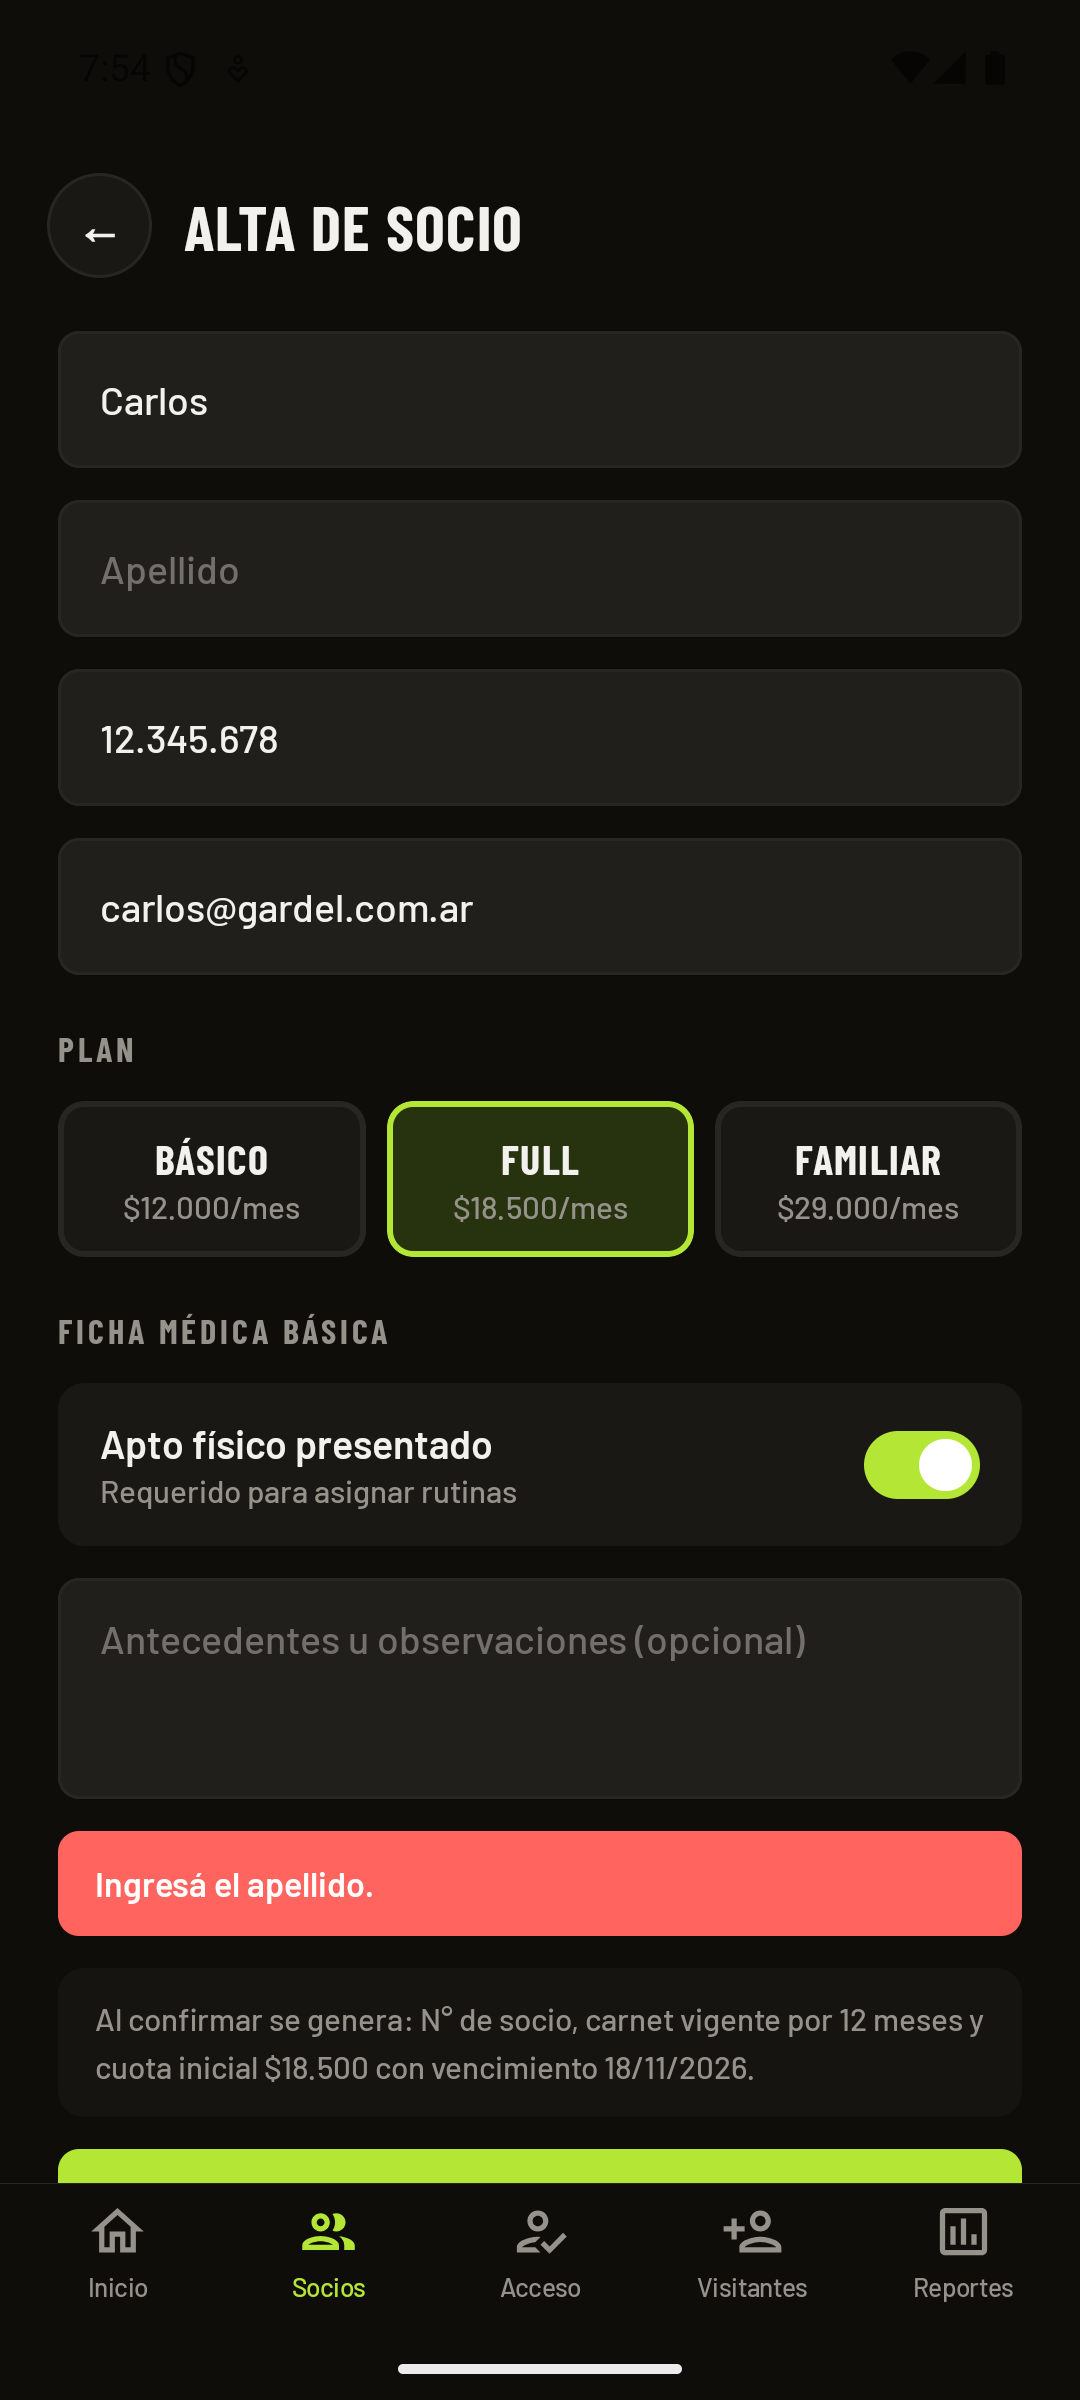 7:54
←
ALTA DE SOCIO
Carlos
Apellido
12.345.678
carlos@gardel.com.ar
PLAN
BÁSICO
$12.000/mes
FULL
$18.500/mes
FAMILIAR
$29.000/mes
FICHA MÉDICA BÁSICA
Apto físico presentado
Requerido para asignar rutinas
Antecedentes u observaciones (opcional)
Ingresá el apellido.
Al confirmar se genera: N° de socio, carnet vigente por 12 meses y
cuota inicial $18.500 con vencimiento 18/11/2026.
Inicio
Socios
Acceso
Visitantes
Reportes